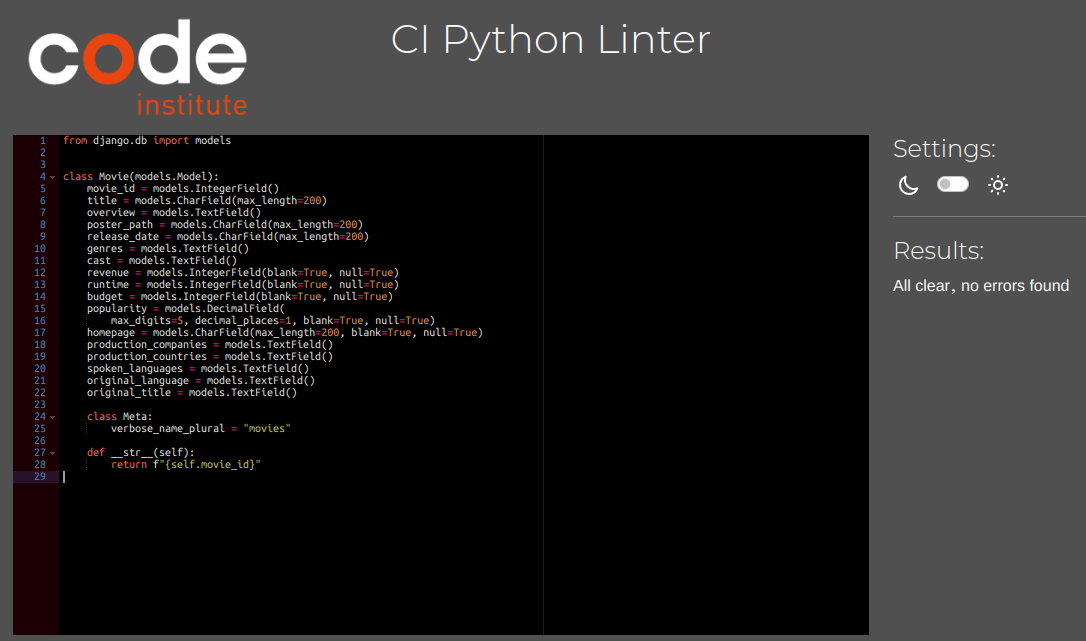 code
institute
CI Python Linter
1 from django.db import models
2
3
4 class Movie(models.Model):
5     movie_id = models.IntegerField()
6     title = models.CharField(max_length=200)
7     overview = models.TextField()
8     poster_path = models.CharField(max_length=200)
9     release_date = models.CharField(max_length=200)
10     genres = models.TextField()
11     cast = models.TextField()
12     revenue = models.IntegerField(blank=True, null=True)
13     runtime = models.IntegerField(blank=True, null=True)
14     budget = models.IntegerField(blank=True, null=True)
15     popularity = models.DecimalField(
16         max_digits=5, decimal_places=1, blank=True, null=True)
17     homepage = models.CharField(max_length=200, blank=True, null=True)
18     production_companies = models.TextField()
19     production_countries = models.TextField()
20     spoken_languages = models.TextField()
21     original_language = models.TextField()
22     original_title = models.TextField()
23
24     class Meta:
25         verbose_name_plural = "movies"
26
27     def __str__(self):
28         return f"{self.movie_id}"
29
Settings:
Results:
All clear, no errors found